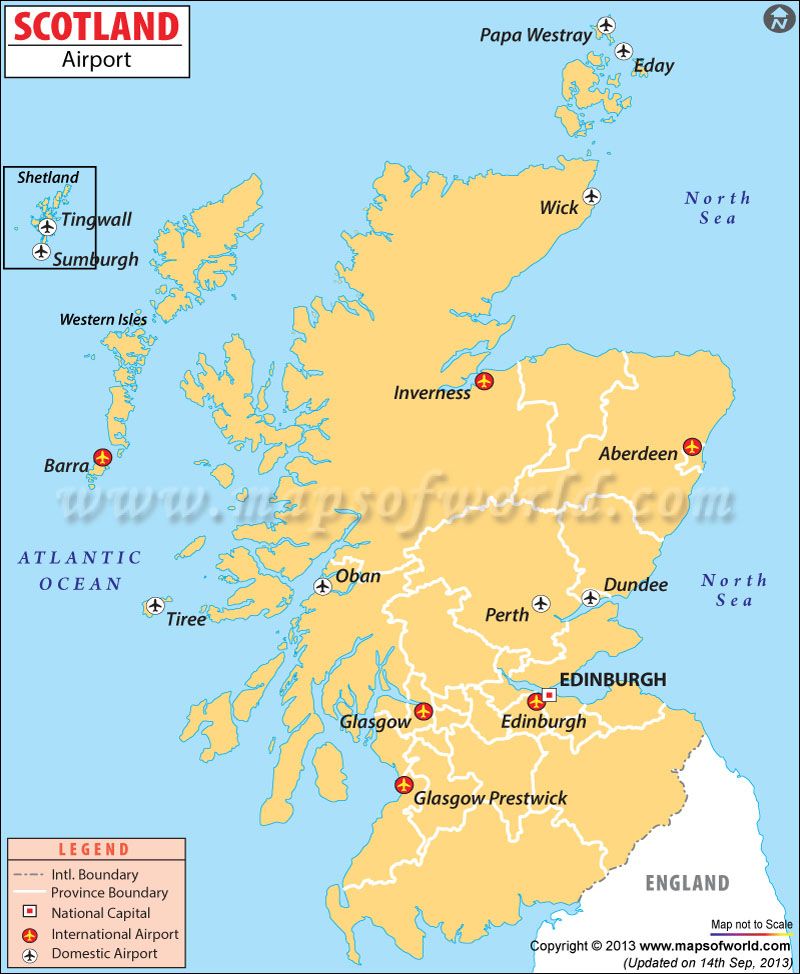 SCOTLAND
Airport
N
Papa Westray
Eday
Shetland
Tingwall
Sumburgh
Wick
North
Sea
Western Isles
Inverness
Barra
Aberdeen
www.mapsofworld.com
ATLANTIC
OCEAN
Oban
Tiree
Perth
Dundee
North
Sea
EDINBURGH
Edinburgh
Glasgow
Glasgow Prestwick
ENGLAND
LEGEND
Intl. Boundary
Province Boundary
National Capital
International Airport
Domestic Airport
Map not to Scale
Copyright © 2013 www.mapsofworld.com
(Updated on 14th Sep, 2013)